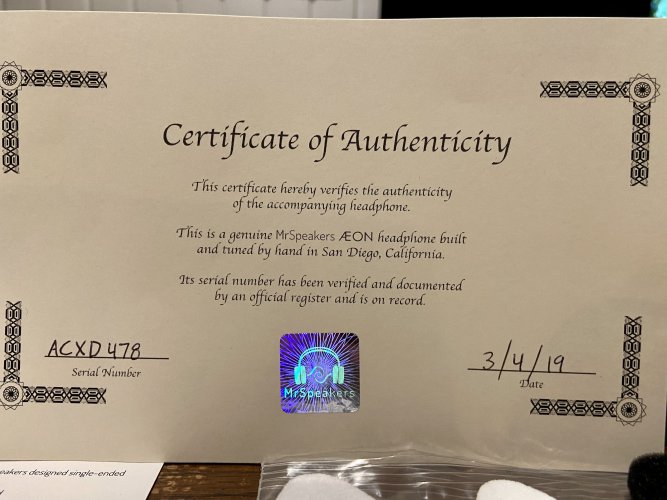 Certificate of Authenticity
This certificate hereby verifies the authenticity
of the accompanying headphone.
This is a genuine MrSpeakers ÆON headphone built
and tuned by hand in San Diego, California.
Its serial number has been verified and documented
by an official register and is on record.
ACXD478
Serial Number
MrSpeakers
3/4/19
Date
eakers designed single-ended